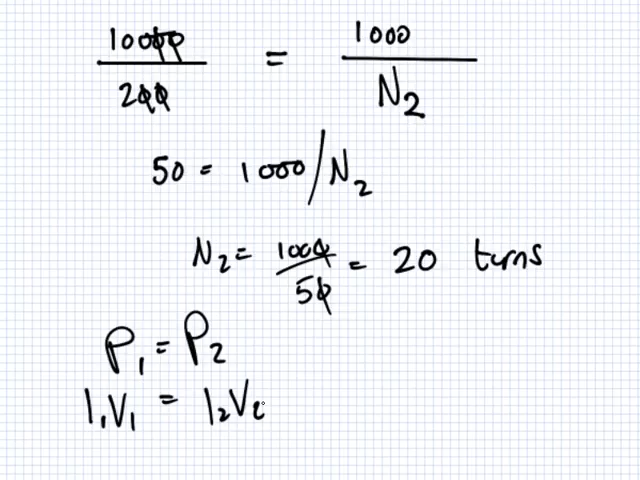 10000/200 = 1000/N₂
50 = 1000/N₂
N₂ = 1000/50 = 20 turns
P₁ = P₂
I₁V₁ = I₂V₂